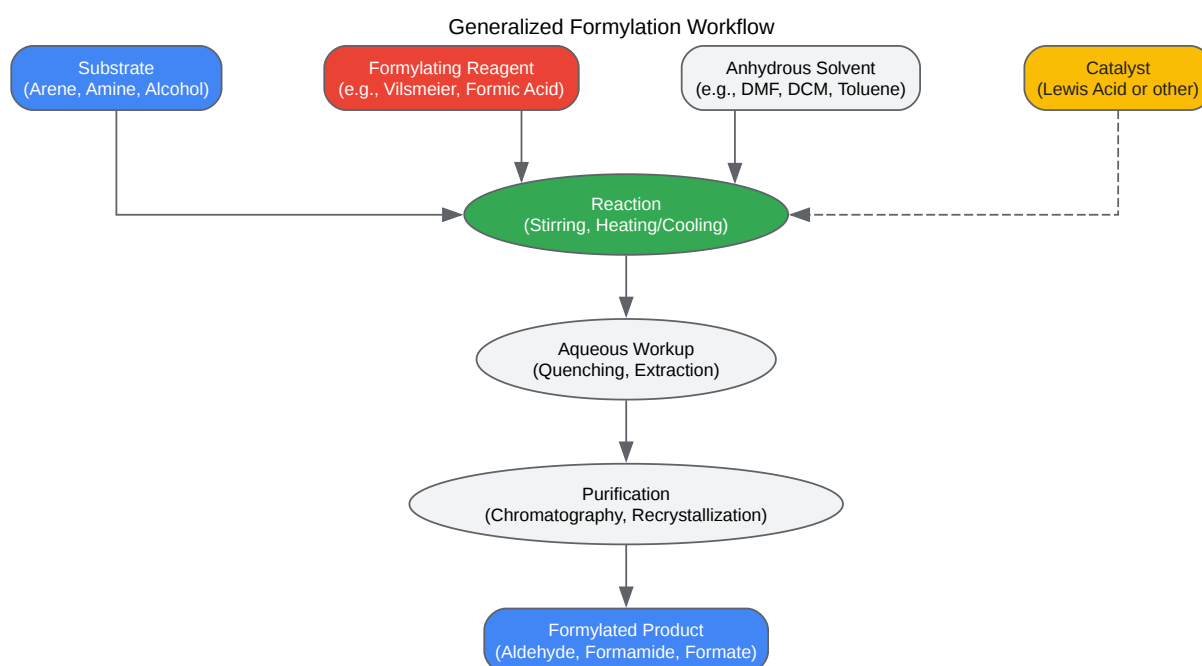 Generalized Formylation Workflow
Substrate
(Arene, Amine, Alcohol)
Formylating Reagent
(e.g., Vilsmeier, Formic Acid)
Anhydrous Solvent
(e.g., DMF, DCM, Toluene)
Catalyst
(Lewis Acid or other)
Reaction
(Stirring, Heating/Cooling)
Aqueous Workup
(Quenching, Extraction)
Purification
(Chromatography, Recrystallization)
Formylated Product
(Aldehyde, Formamide, Formate)